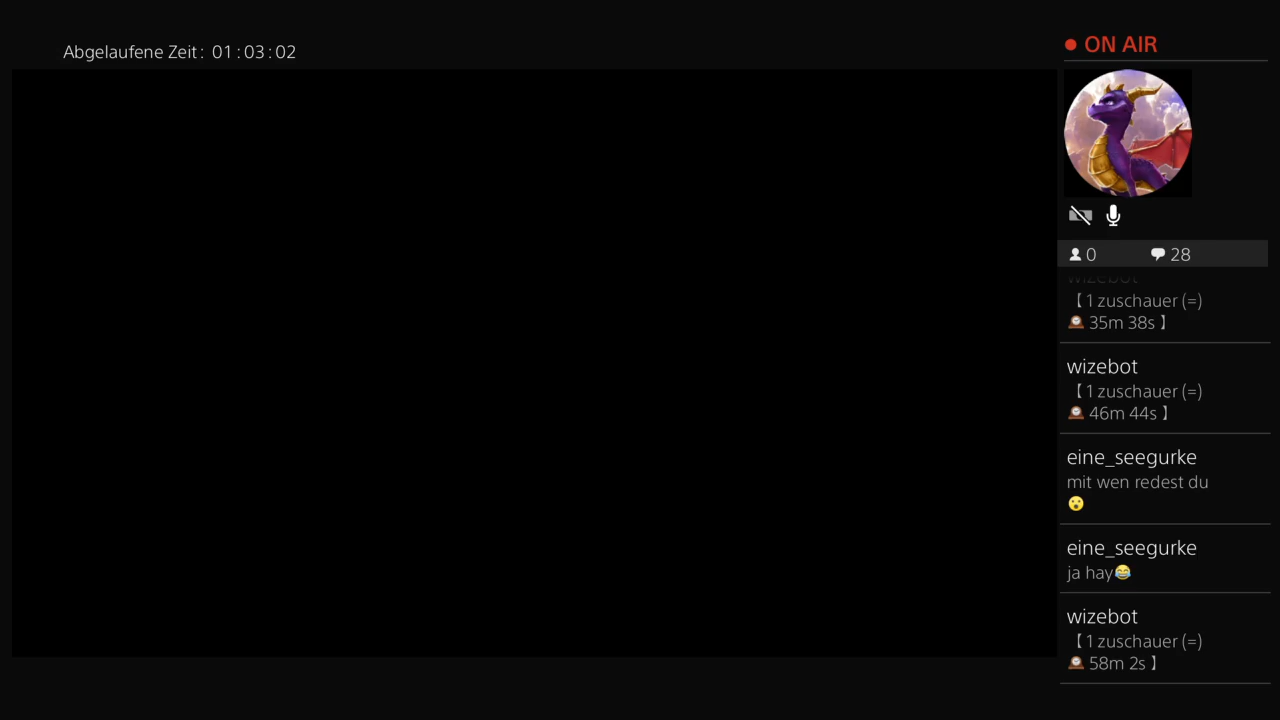 Abgelaufene Zeit: 01:03:02
ON AIR
0
28
wizebot
【 1 zuschauer (=)
🕰️ 35m 38s 】
wizebot
【 1 zuschauer (=)
🕰️ 46m 44s 】
eine_seegurke
mit wen redest du
😮
eine_seegurke
ja hay😂
wizebot
【 1 zuschauer (=)
🕰️ 58m 2s 】